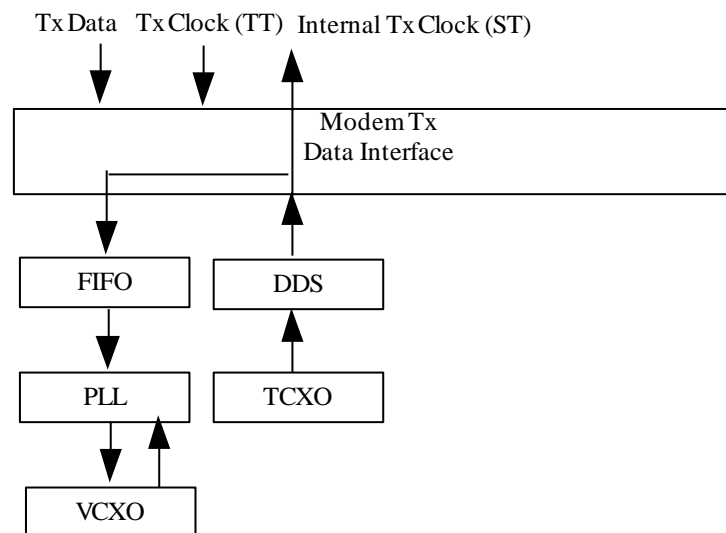 Tx Data Tx Clock (TT) Internal Tx Clock (ST)
Modem Tx
Data Interface
FIFO DDS
PLL TCXO
VCXO